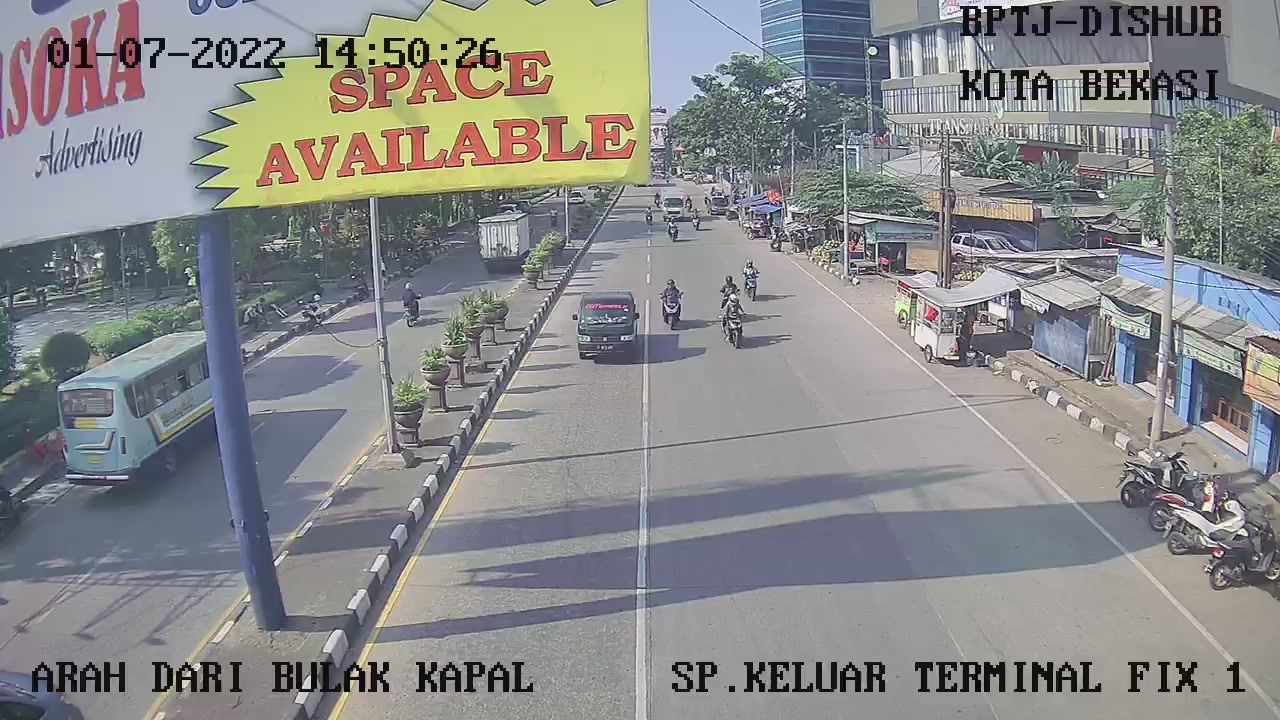 BPTJ-DISHUB
KOTA BEKASI
01-07-2022 14:50:26
SOKA
Advertising
SPACE
AVAILABLE
ARAH DARI BULAK KAPAL
SP.KELUAR TERMINAL FIX 1